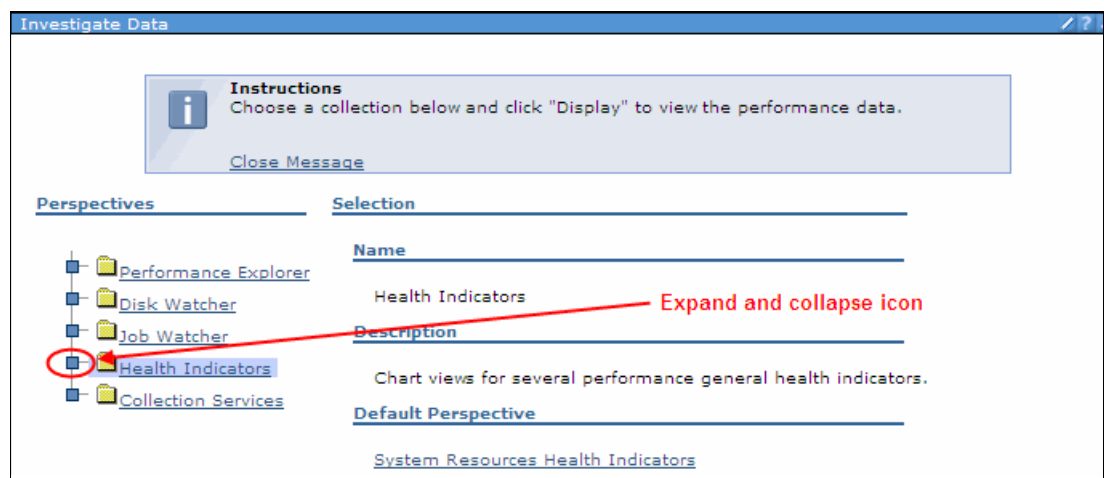 Investigate Data
?
Instructions
Choose a collection below and click "Display" to view the performance data.
Close Message
Perspectives
Selection
Performance Explorer
Disk Watcher
Job Watcher
Health Indicators
Collection Services
Name
Health Indicators
Expand and collapse icon
Description
Chart views for several performance general health indicators.
Default Perspective
System Resources Health Indicators